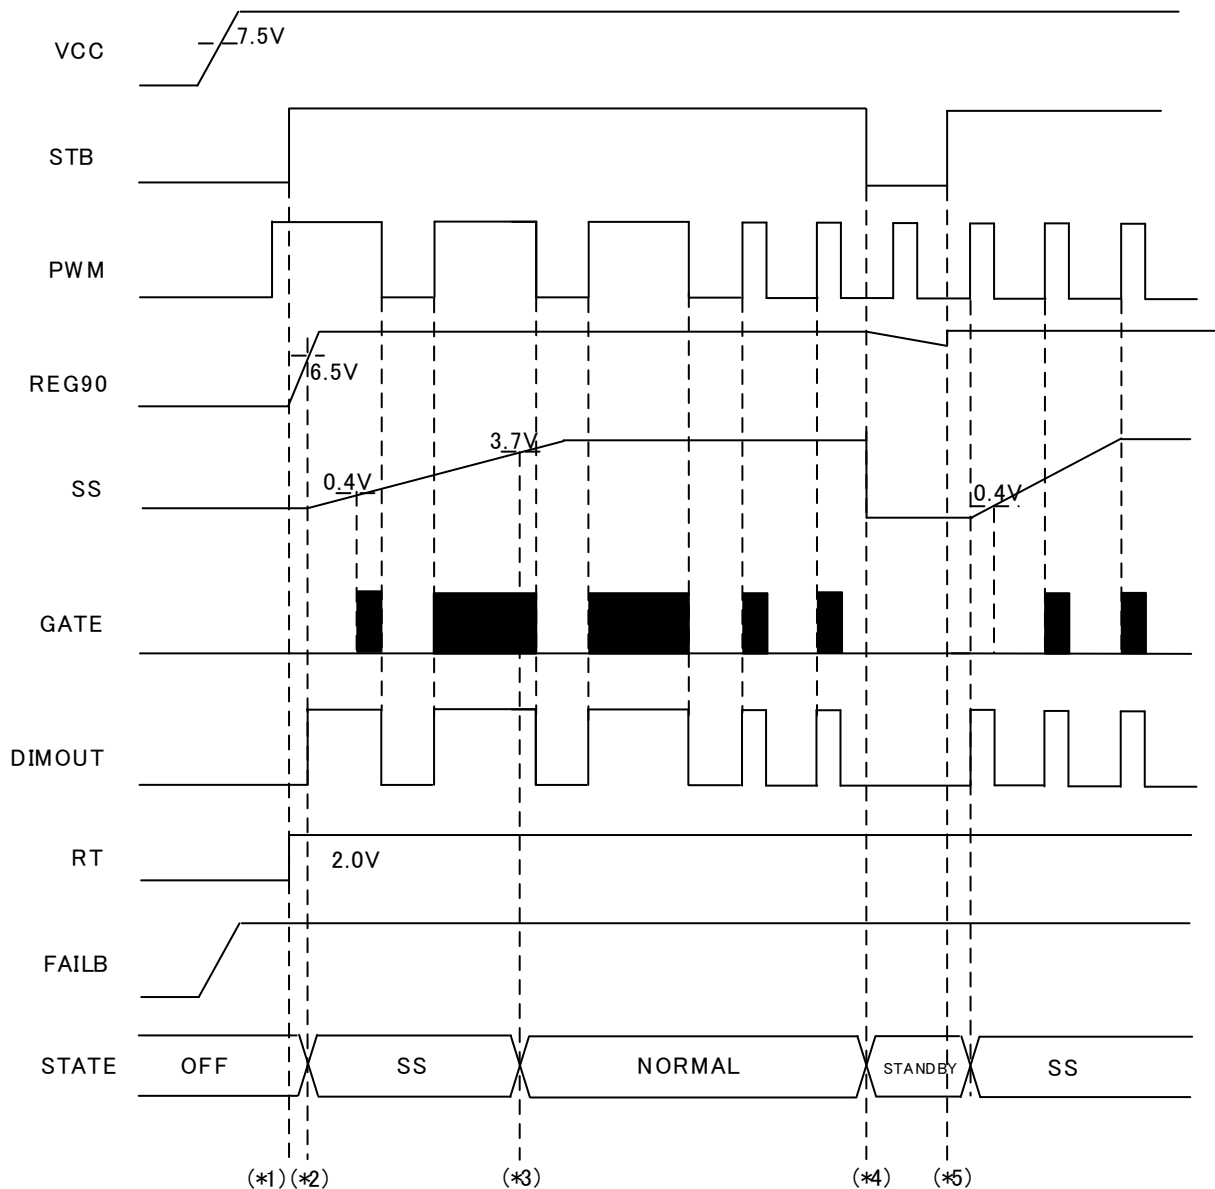 VCC
7.5V
STB
PWM
REG90
6.5V
SS
0.4V
3.7V
0.4V
GATE
DIMOUT
RT
2.0V
FAILB
STATE OFF SS NORMAL STANDBY SS
(*1) (*2) (*3) (*4) (*5)